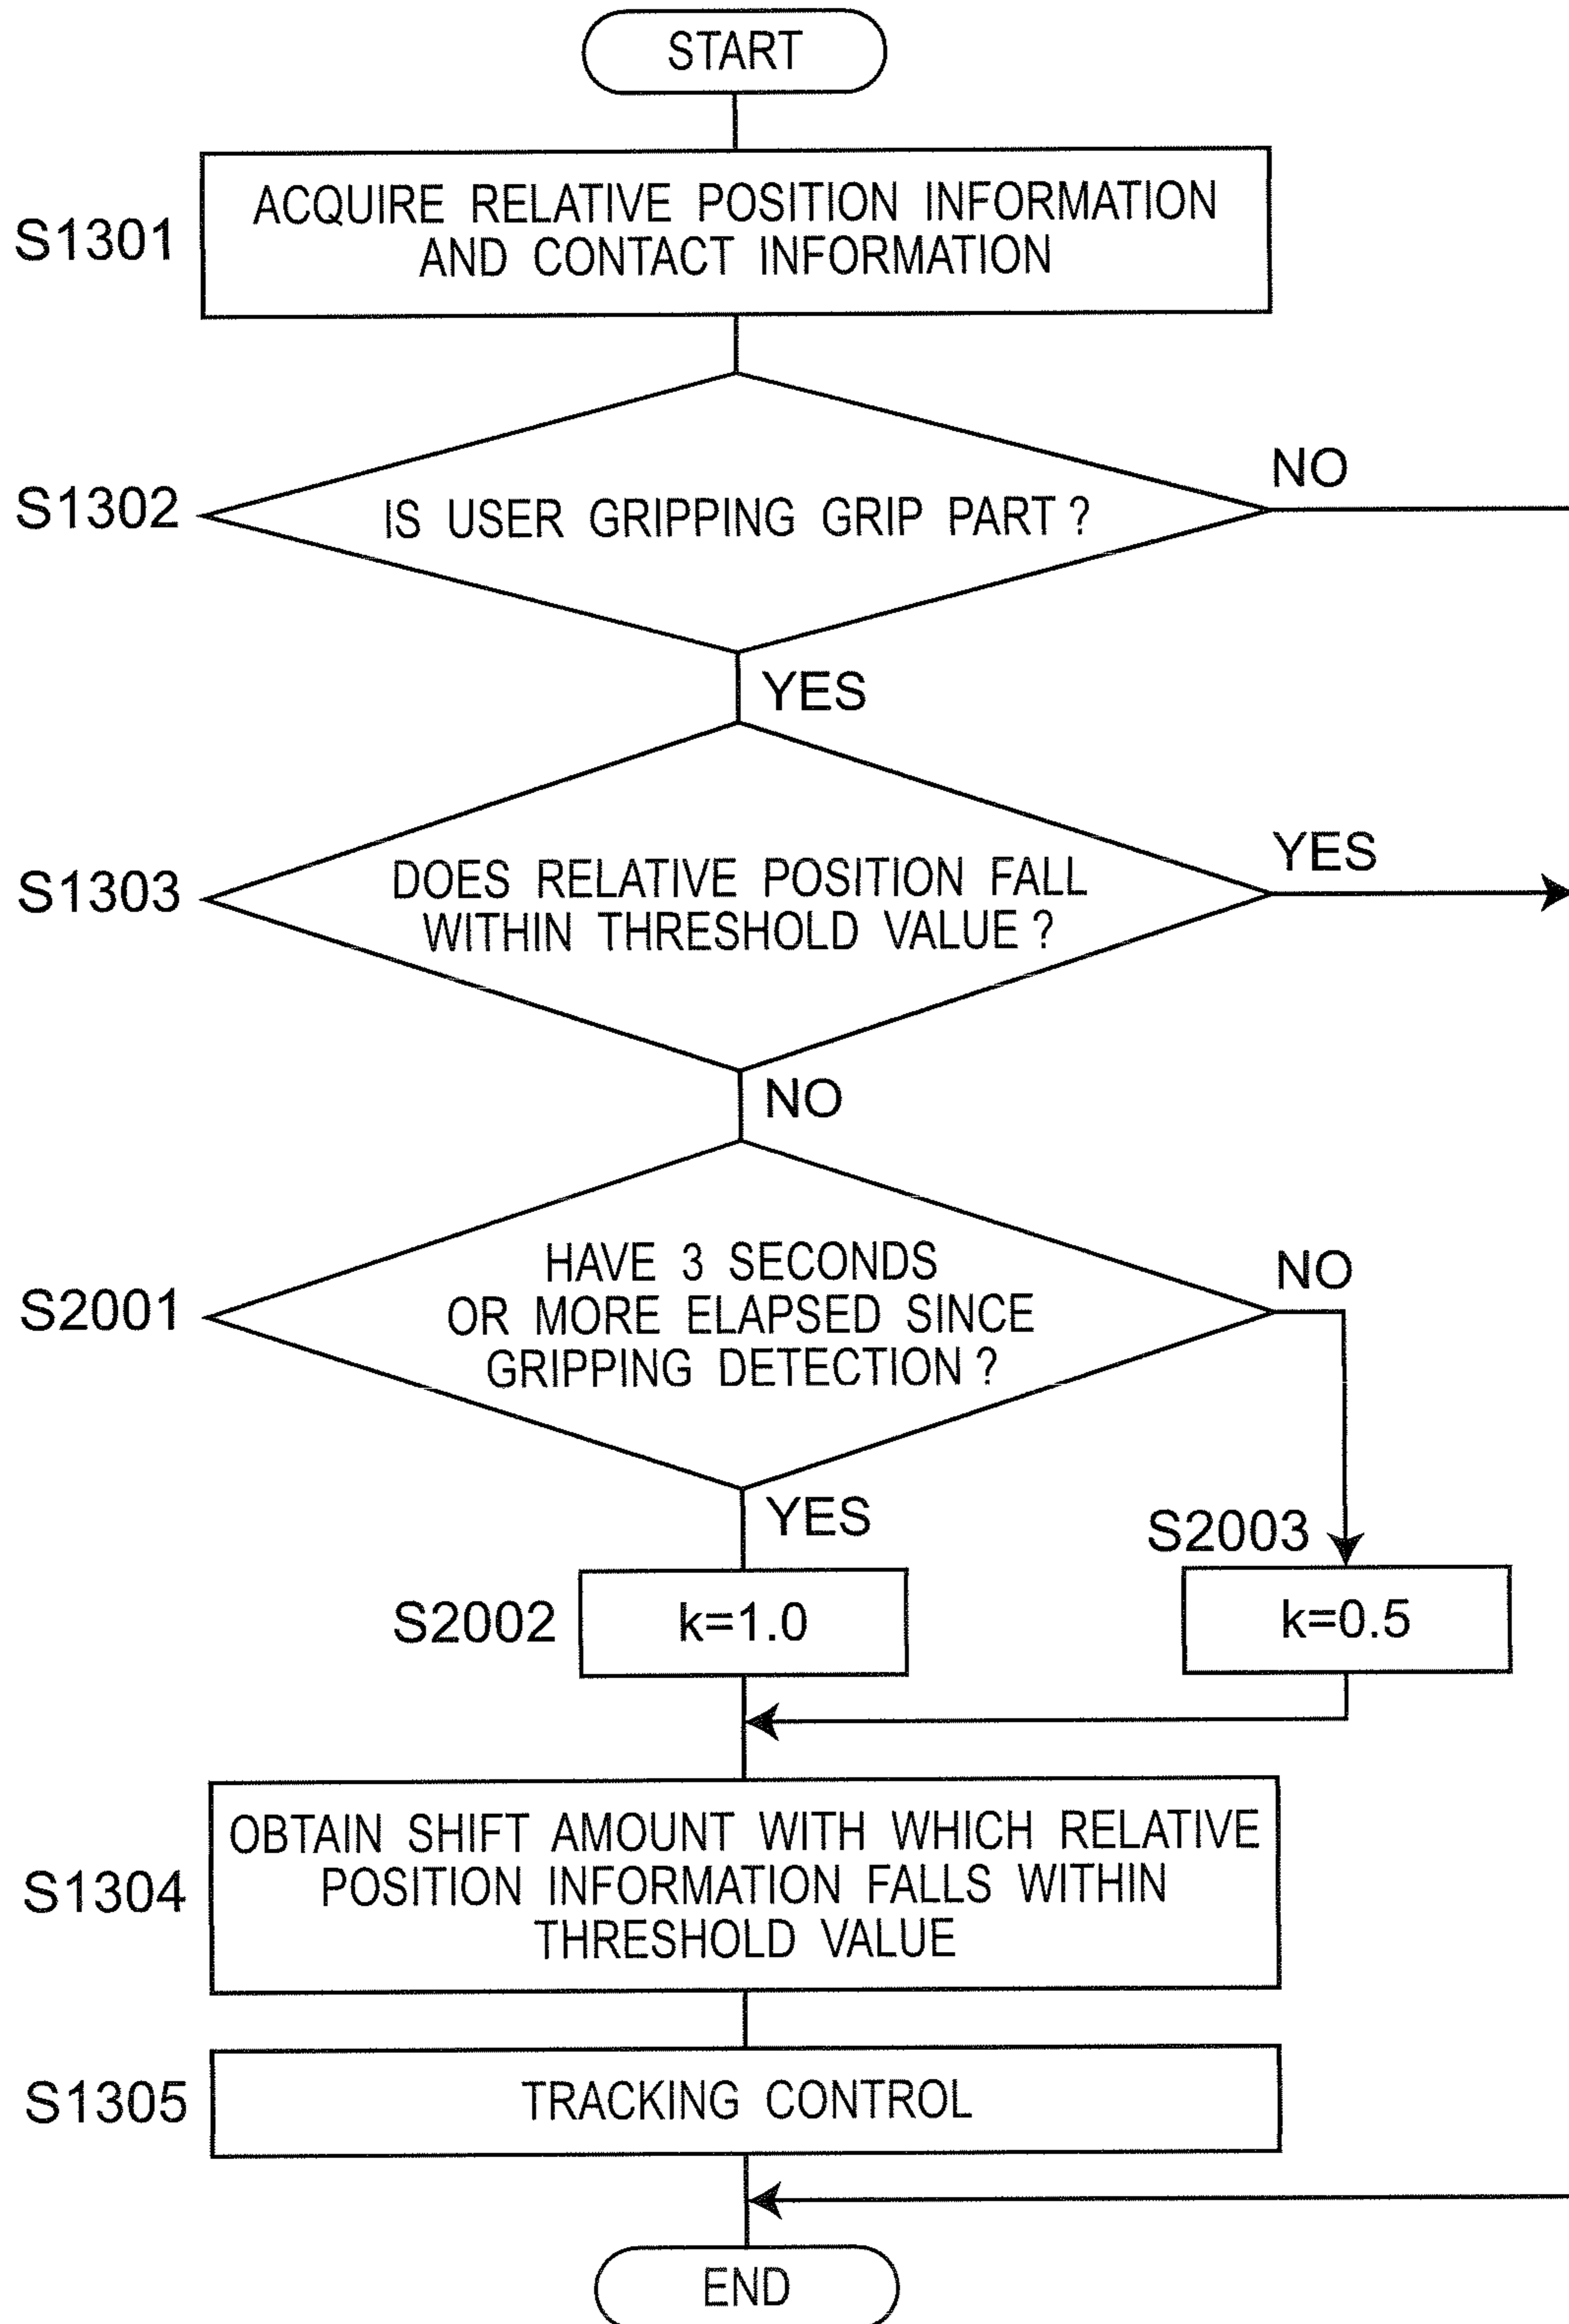 START
S1301
ACQUIRE RELATIVE POSITION INFORMATION
AND CONTACT INFORMATION
S1302
IS USER GRIPPING GRIP PART ?
NO
YES
S1303
DOES RELATIVE POSITION FALL
WITHIN THRESHOLD VALUE ?
YES
NO
S2001
HAVE 3 SECONDS
OR MORE ELAPSED SINCE
GRIPPING DETECTION ?
NO
YES
S2002
k=1.0
S2003
k=0.5
S1304
OBTAIN SHIFT AMOUNT WITH WHICH RELATIVE
POSITION INFORMATION FALLS WITHIN
THRESHOLD VALUE
S1305
TRACKING CONTROL
END